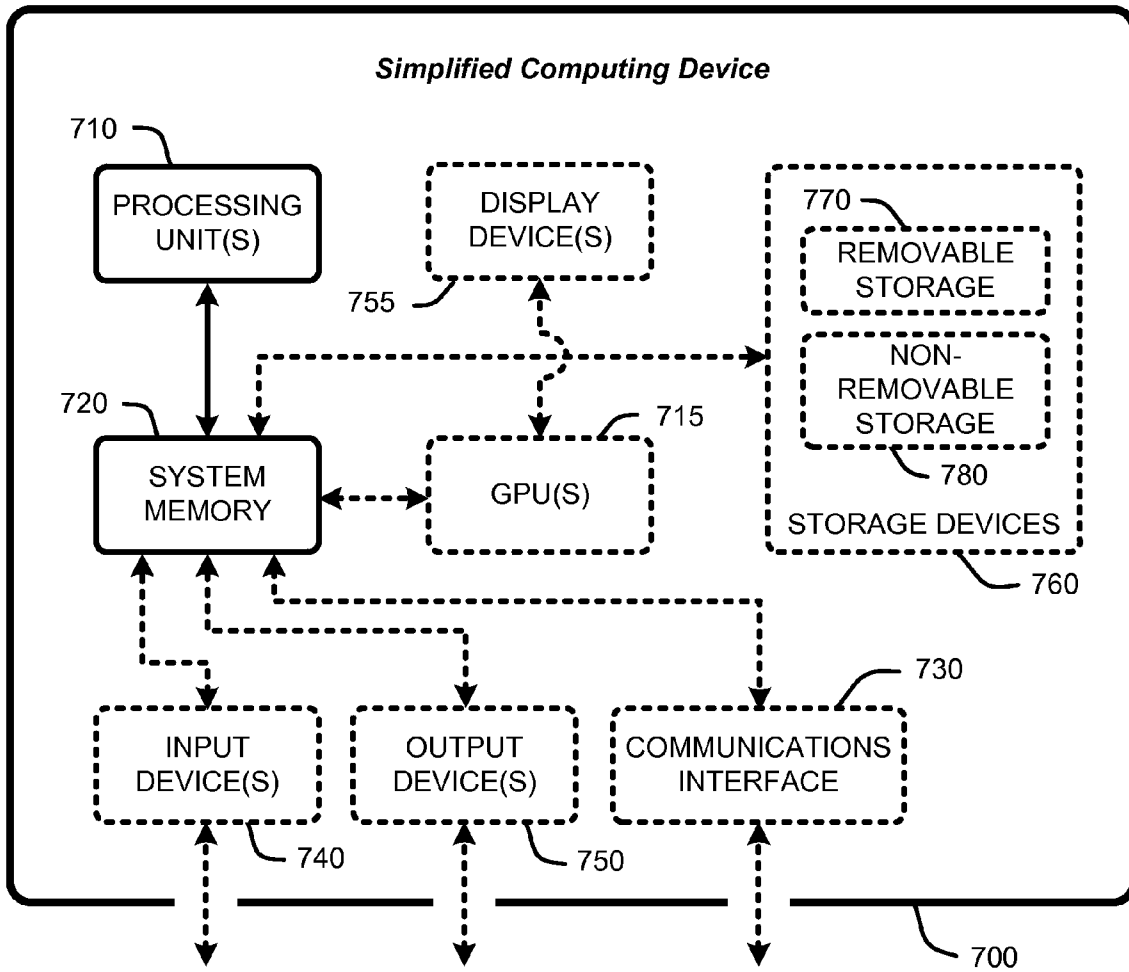 Simplified Computing Device
710
PROCESSING
UNIT(S)
DISPLAY
DEVICE(S)
755
770
REMOVABLE
STORAGE
NON-
REMOVABLE
STORAGE
780
STORAGE DEVICES
760
720
SYSTEM
MEMORY
715
GPU(S)
730
INPUT
DEVICE(S)
740
OUTPUT
DEVICE(S)
750
COMMUNICATIONS
INTERFACE
700